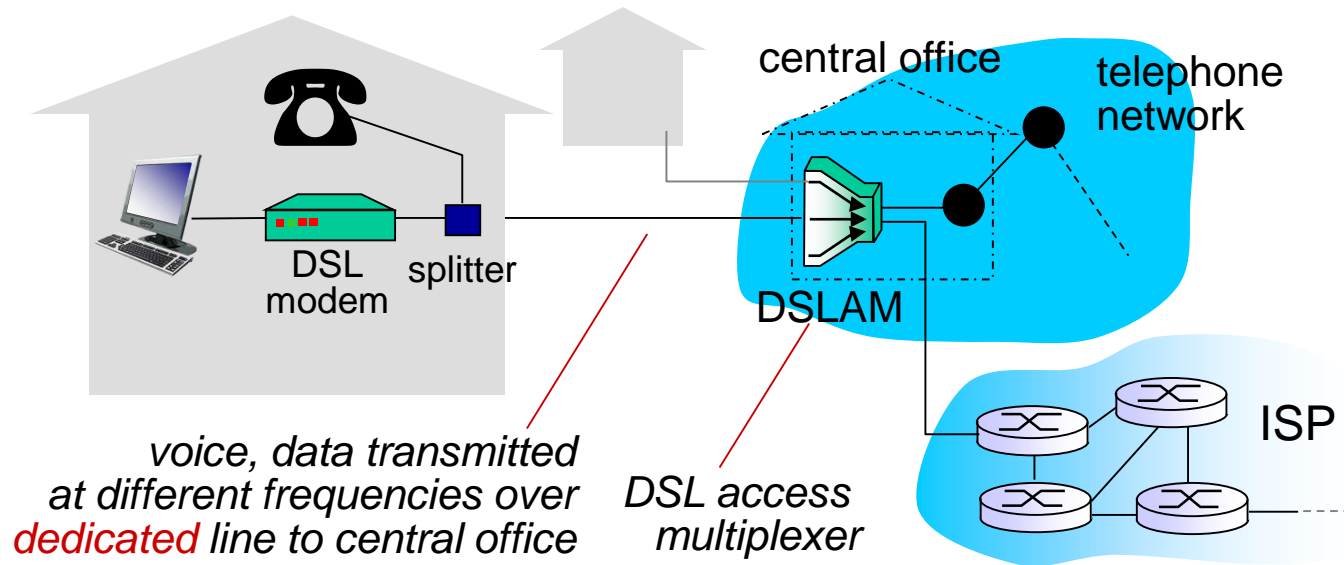 central office
telephone
network
DSL
modem
splitter
DSLAM
ISP
voice, data transmitted
at different frequencies over
dedicated line to central office
DSL access
multiplexer